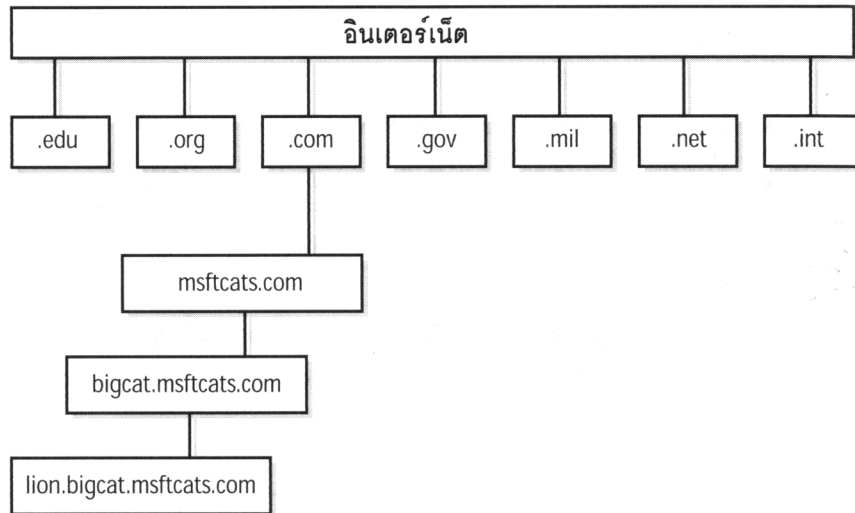 อินเตอร์เน็ต
.edu .org .com .gov .mil .net .int
msftcats.com
bigcat.msftcats.com
lion.bigcat.msftcats.com